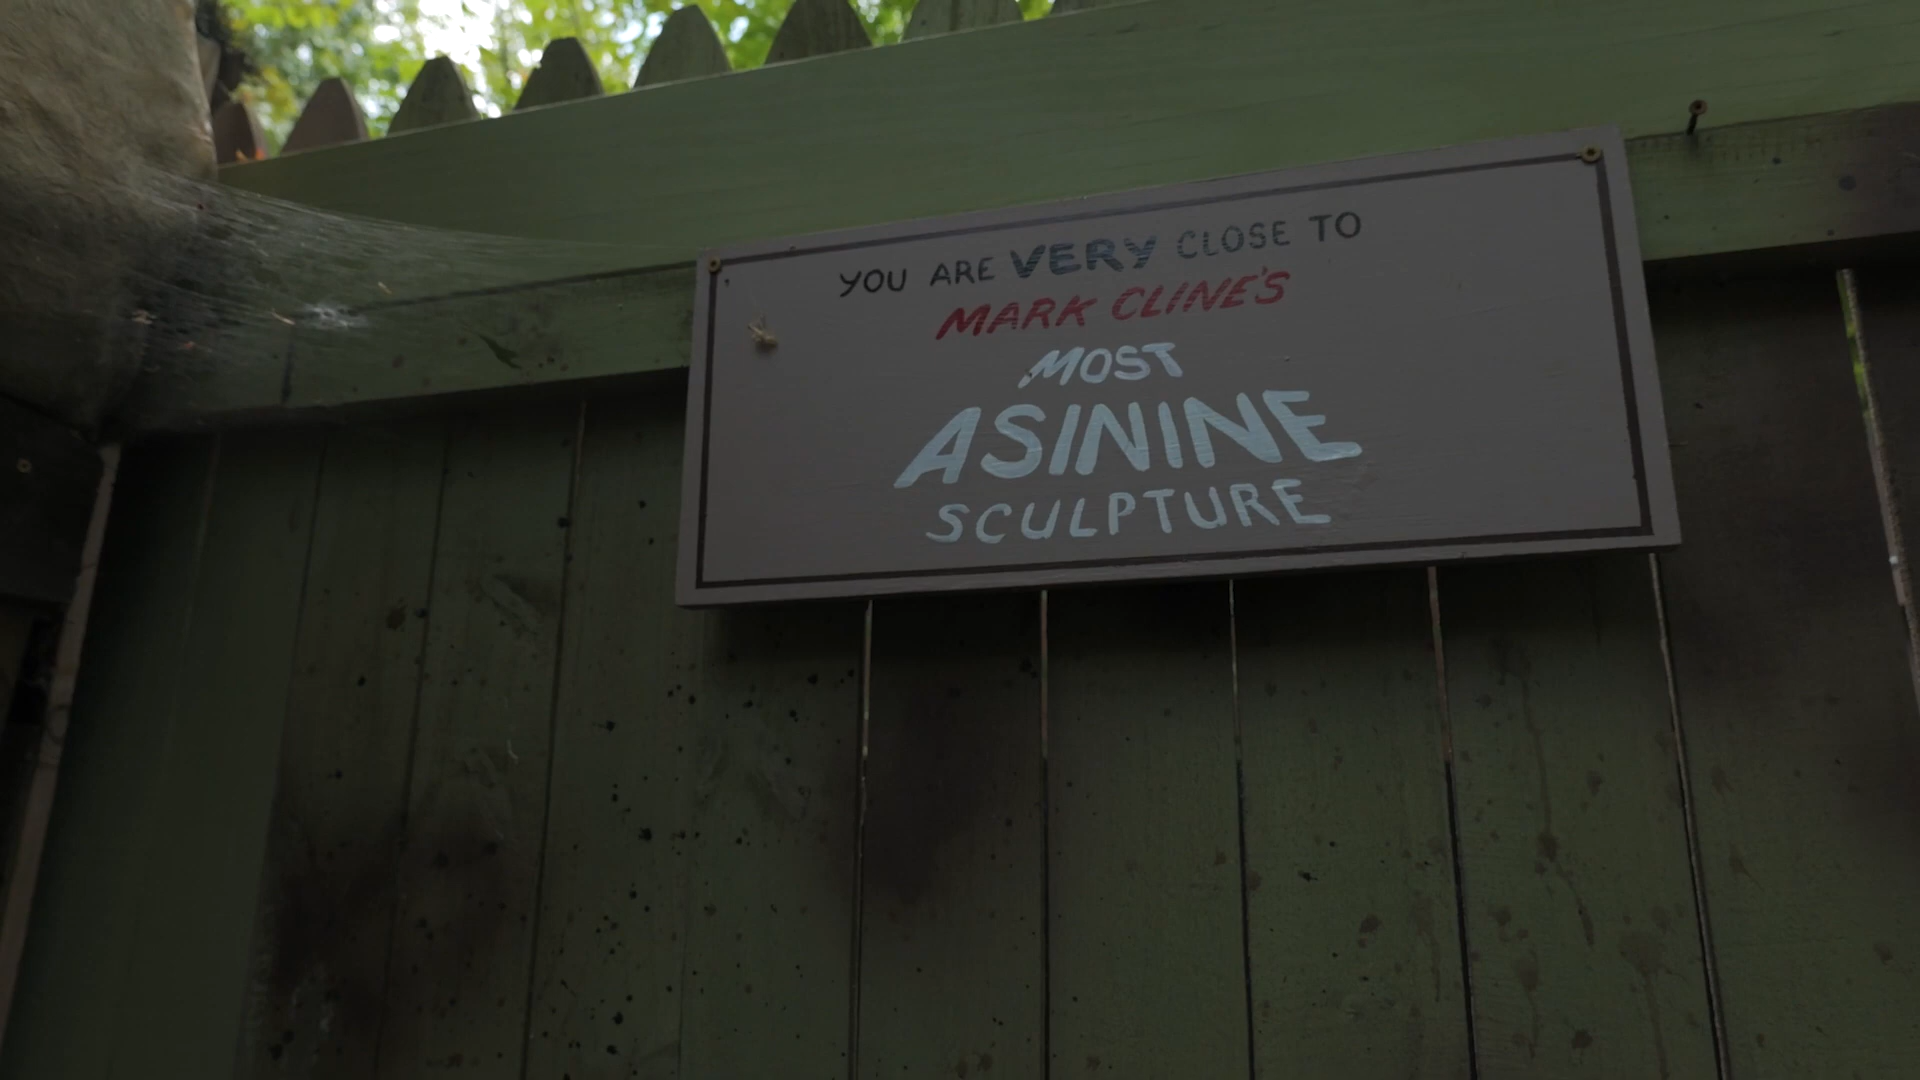 YOU ARE VERY CLOSE TO
MARK CLINE'S
MOST
ASININE
SCULPTURE